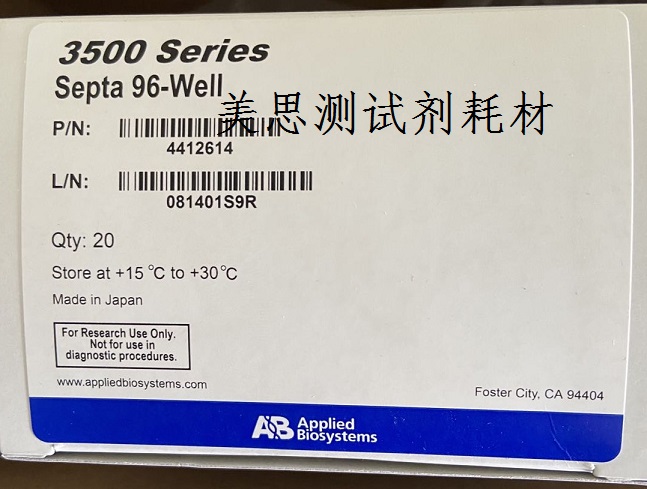 3500 Series
Septa 96-Well
美思测试剂耗材
P/N:
4412614
L/N:
081401S9R
Qty: 20
Store at +15 °C to +30°C
Made in Japan
For Research Use Only.
Not for use in
diagnostic procedures.
www.appliedbiosystems.com
Foster City, CA 94404
AB Applied
Biosystems